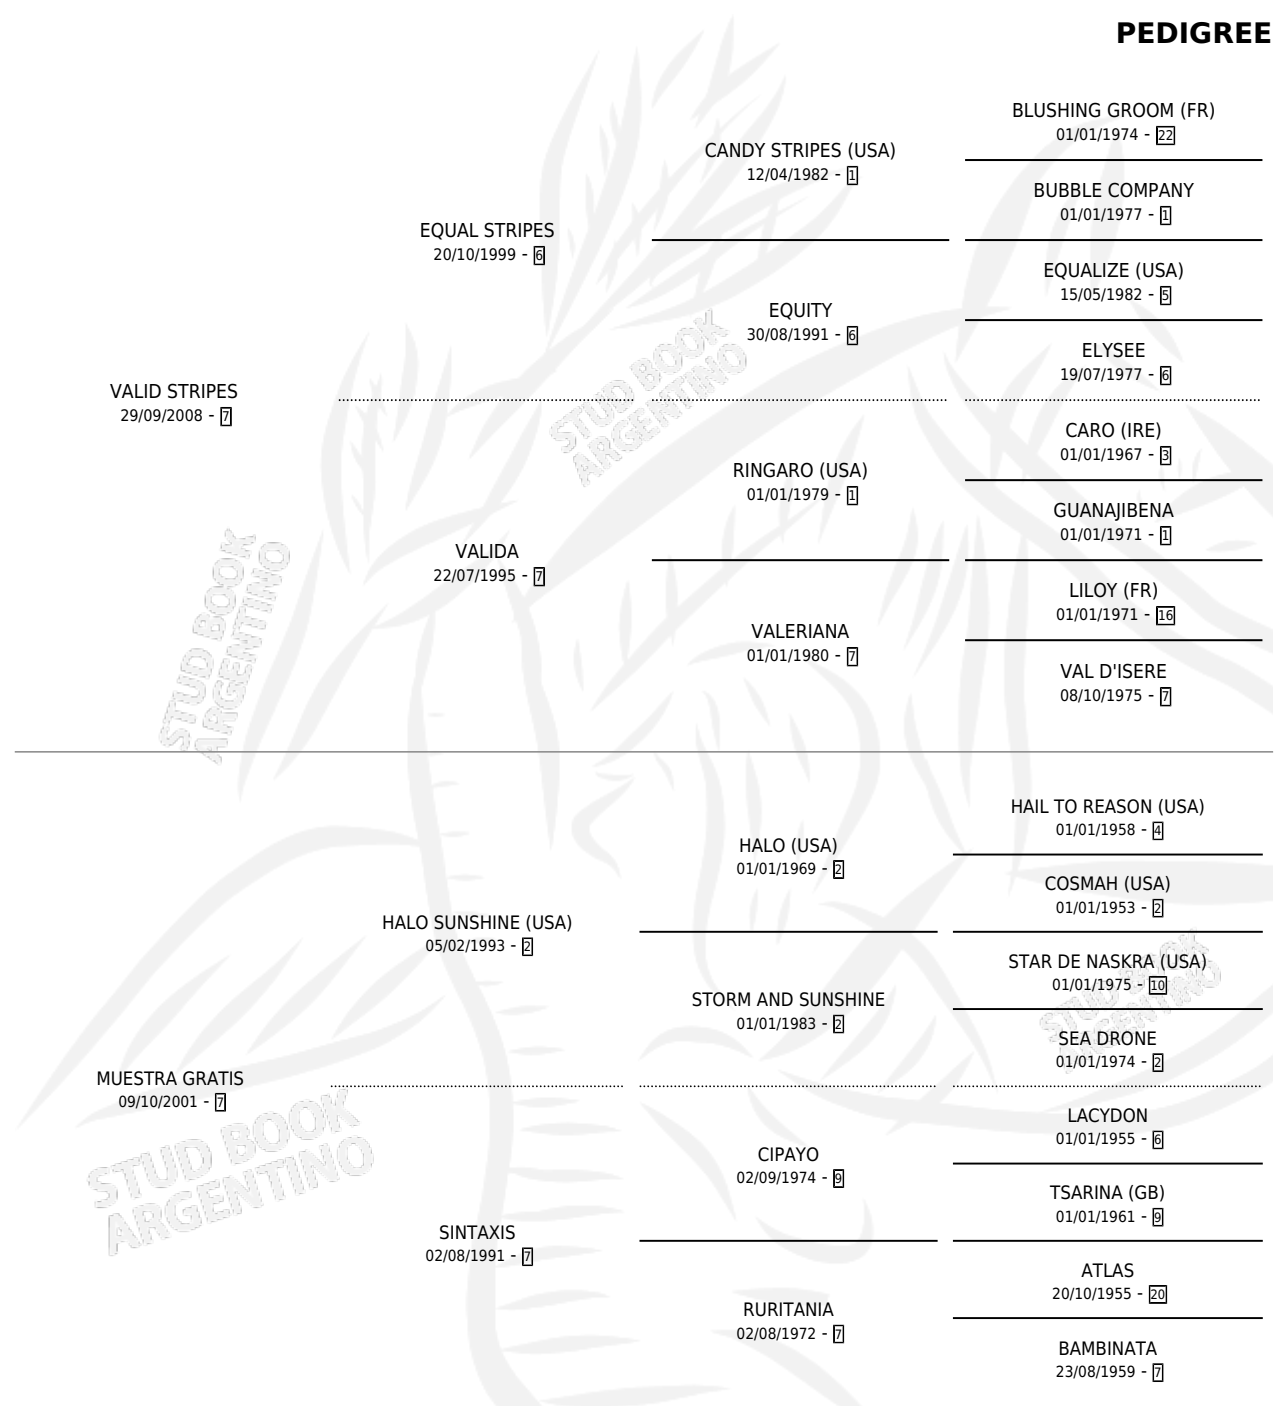 PEDIGREE
BLUSHING GROOM (FR)
01/01/1974 - 22
CANDY STRIPES (USA)
12/04/1982 - 1
BUBBLE COMPANY
01/01/1977 - 1
EQUAL STRIPES
20/10/1999 - 6
EQUALIZE (USA)
15/05/1982 - 5
EQUITY
30/08/1991 - 6
ELYSEE
19/07/1977 - 6
VALID STRIPES
29/09/2008 - 7
CARO (IRE)
01/01/1967 - 3
RINGARO (USA)
01/01/1979 - 1
GUANAJIBENA
01/01/1971 - 1
VALIDA
22/07/1995 - 7
LILOY (FR)
01/01/1971 - 16
VALERIANA
01/01/1980 - 7
VAL D'ISERE
08/10/1975 - 7
HAIL TO REASON (USA)
01/01/1958 - 4
HALO (USA)
01/01/1969 - 2
COSMAH (USA)
01/01/1953 - 2
HALO SUNSHINE (USA)
05/02/1993 - 2
STAR DE NASKRA (USA)
01/01/1975 - 10
STORM AND SUNSHINE
01/01/1983 - 2
SEA DRONE
01/01/1974 - 2
MUESTRA GRATIS
09/10/2001 - 7
LACYDON
01/01/1955 - 6
CIPAYO
02/09/1974 - 9
TSARINA (GB)
01/01/1961 - 9
SINTAXIS
02/08/1991 - 7
ATLAS
20/10/1955 - 20
RURITANIA
02/08/1972 - 7
BAMBINATA
23/08/1959 - 7
STUD BOOK
ARGENTINO
STUD BOOK
ARGENTINO
STUD BOOK
ARGENTINO
STUD BOOK
ARGENTINO